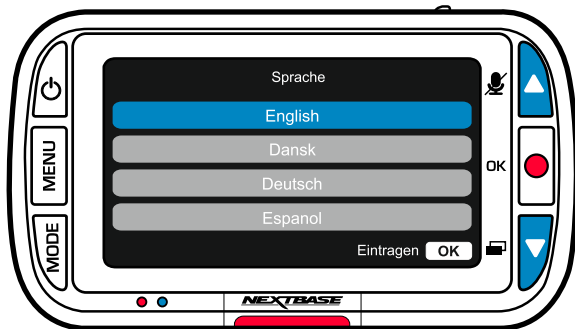 Sprache
English
MENU
Dansk
OK
Deutsch
MODE
Espanol
Eintragen OK
NEXTBASE